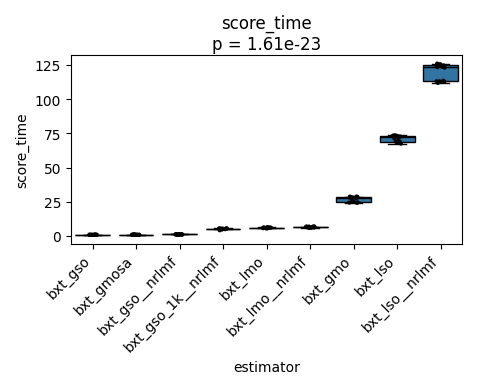 score_time
p = 1.61e-23
score_time
125
100
75
50
25
0
bxt_gso
bxt_gmosa
bxt_gso__nrlmf
bxt_gso_1k__nrlmf
bxt_lmo
bxt_lmo__nrlmf
bxt_gmo
bxt_lso
bxt_lso__nrlmf
estimator